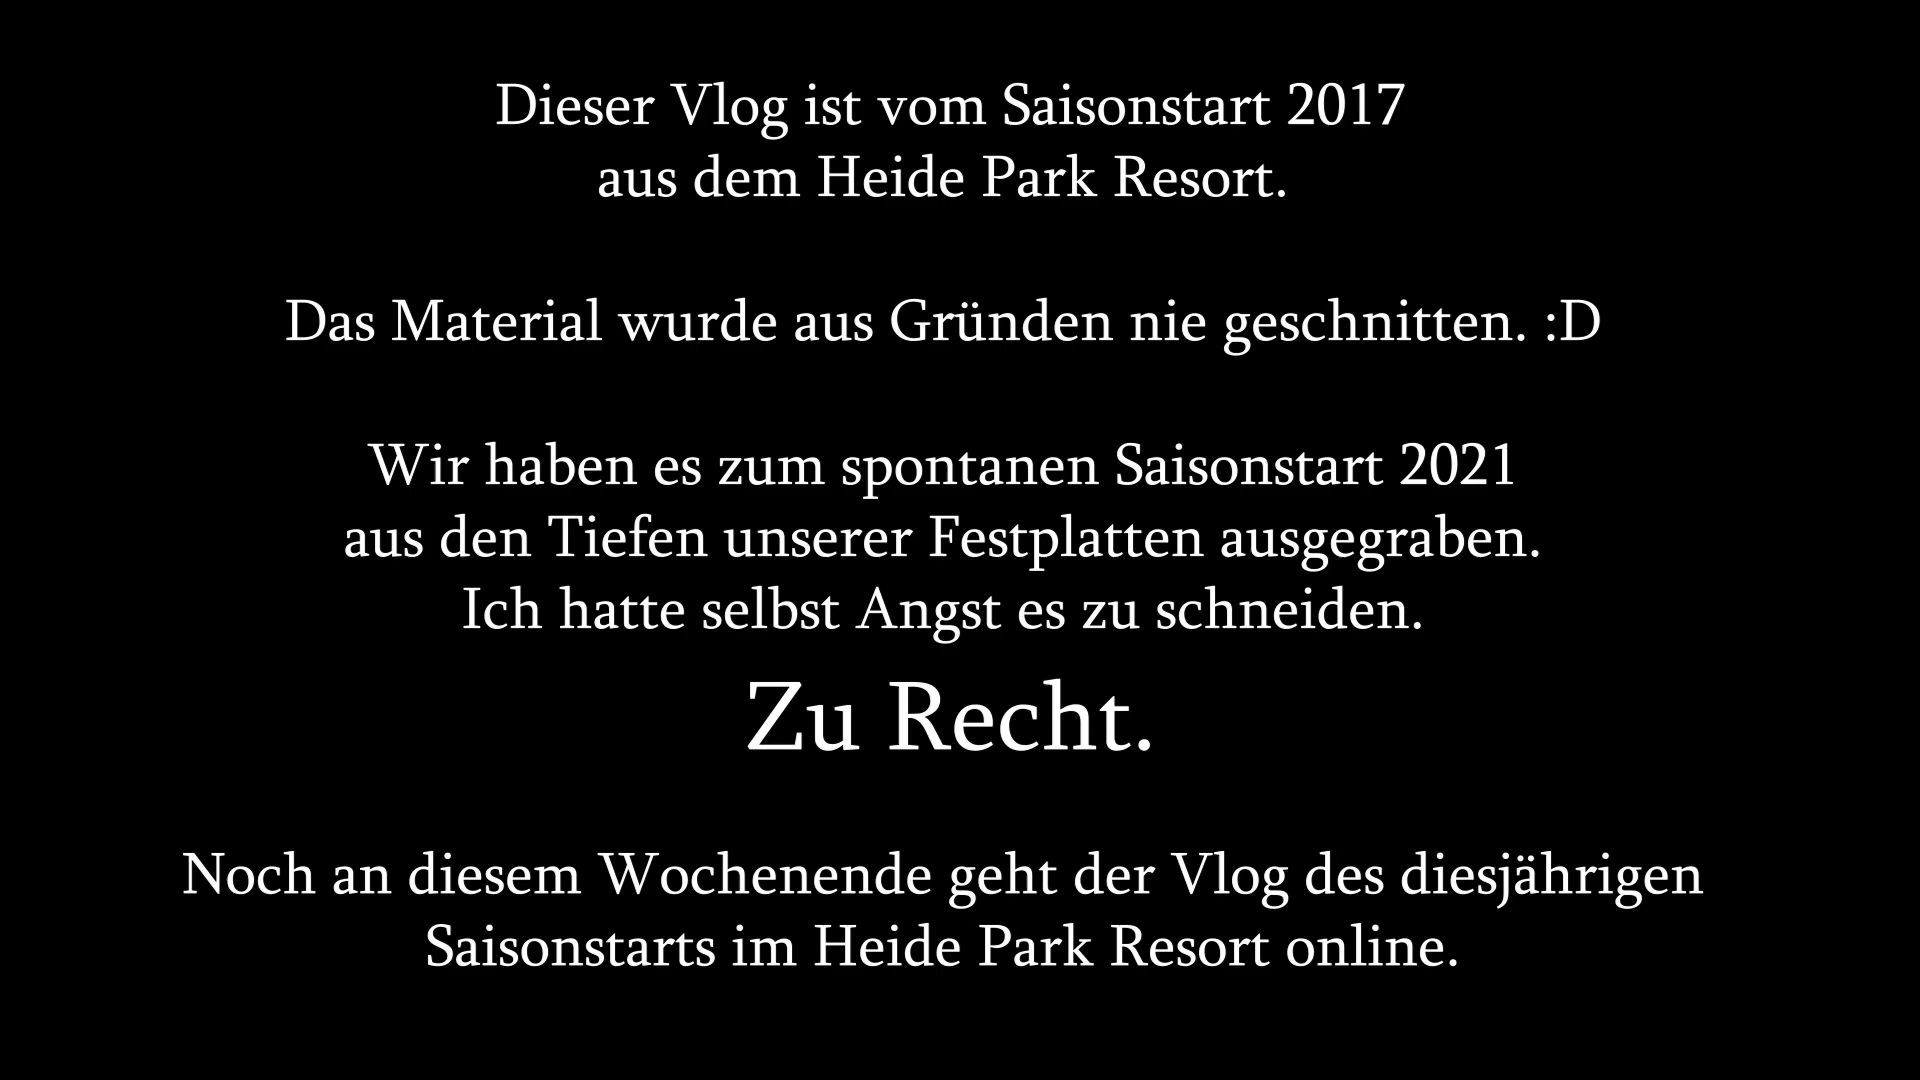 Dieser Vlog ist vom Saisonstart 2017
aus dem Heide Park Resort.
Das Material wurde aus Gründen nie geschnitten. :D
Wir haben es zum spontanen Saisonstart 2021
aus den Tiefen unserer Festplatten ausgegraben.
Ich hatte selbst Angst es zu schneiden.
Zu Recht.
Noch an diesem Wochenende geht der Vlog des diesjährigen
Saisonstarts im Heide Park Resort online.